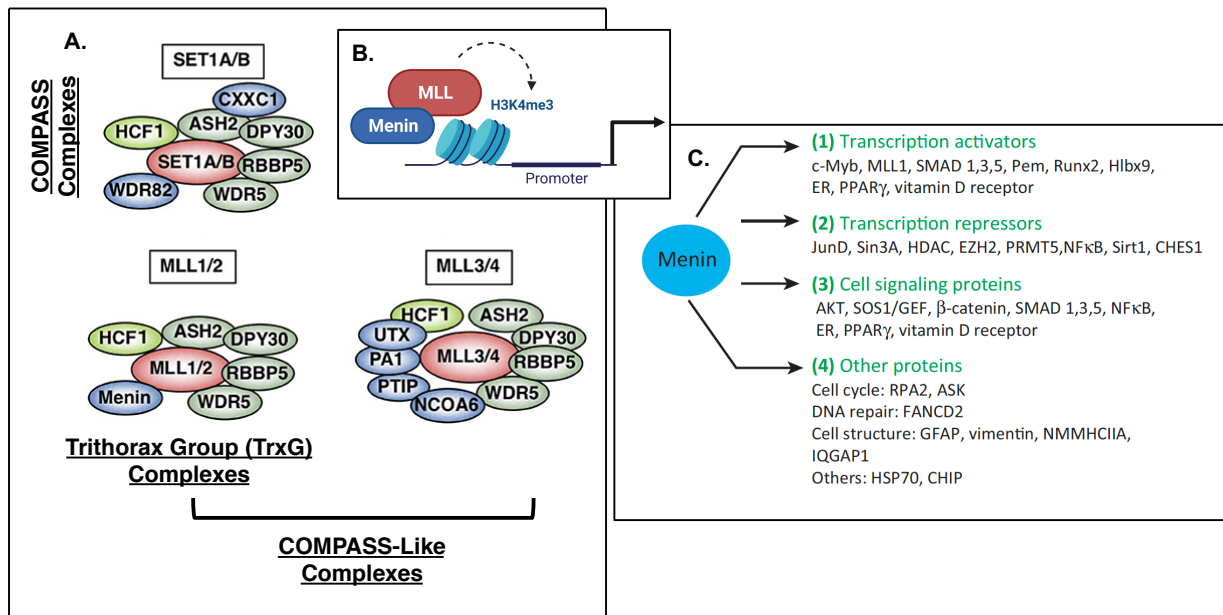 A.
COMPASS
Complexes
SET1A/B
CXXC1
HCF1
ASH2
DPY30
SET1A/B
RBBP5
WDR82
WDR5
MLL1/2
HCF1
ASH2
DPY30
MLL1/2
RBBP5
Menin
WDR5
Trithorax Group (TrxG)
Complexes
MLL3/4
HCF1
ASH2
UTX
DPY30
PA1
MLL3/4
RBBP5
PTIP
WDR5
NCOA6
COMPASS-Like
Complexes
B.
MLL
H3K4me3
Menin
Promoter
C.
Menin
(1) Transcription activators
c-Myb, MLL1, SMAD 1,3,5, Pem, Runx2, Hlbx9,
ER, PPARγ, vitamin D receptor
(2) Transcription repressors
JunD, Sin3A, HDAC, EZH2, PRMT5,NFκB, Sirt1, CHES1
(3) Cell signaling proteins
AKT, SOS1/GEF, β-catenin, SMAD 1,3,5, NFκB,
ER, PPARγ, vitamin D receptor
(4) Other proteins
Cell cycle: RPA2, ASK
DNA repair: FANCD2
Cell structure: GFAP, vimentin, NMMHCIIA,
IQGAP1
Others: HSP70, CHIP